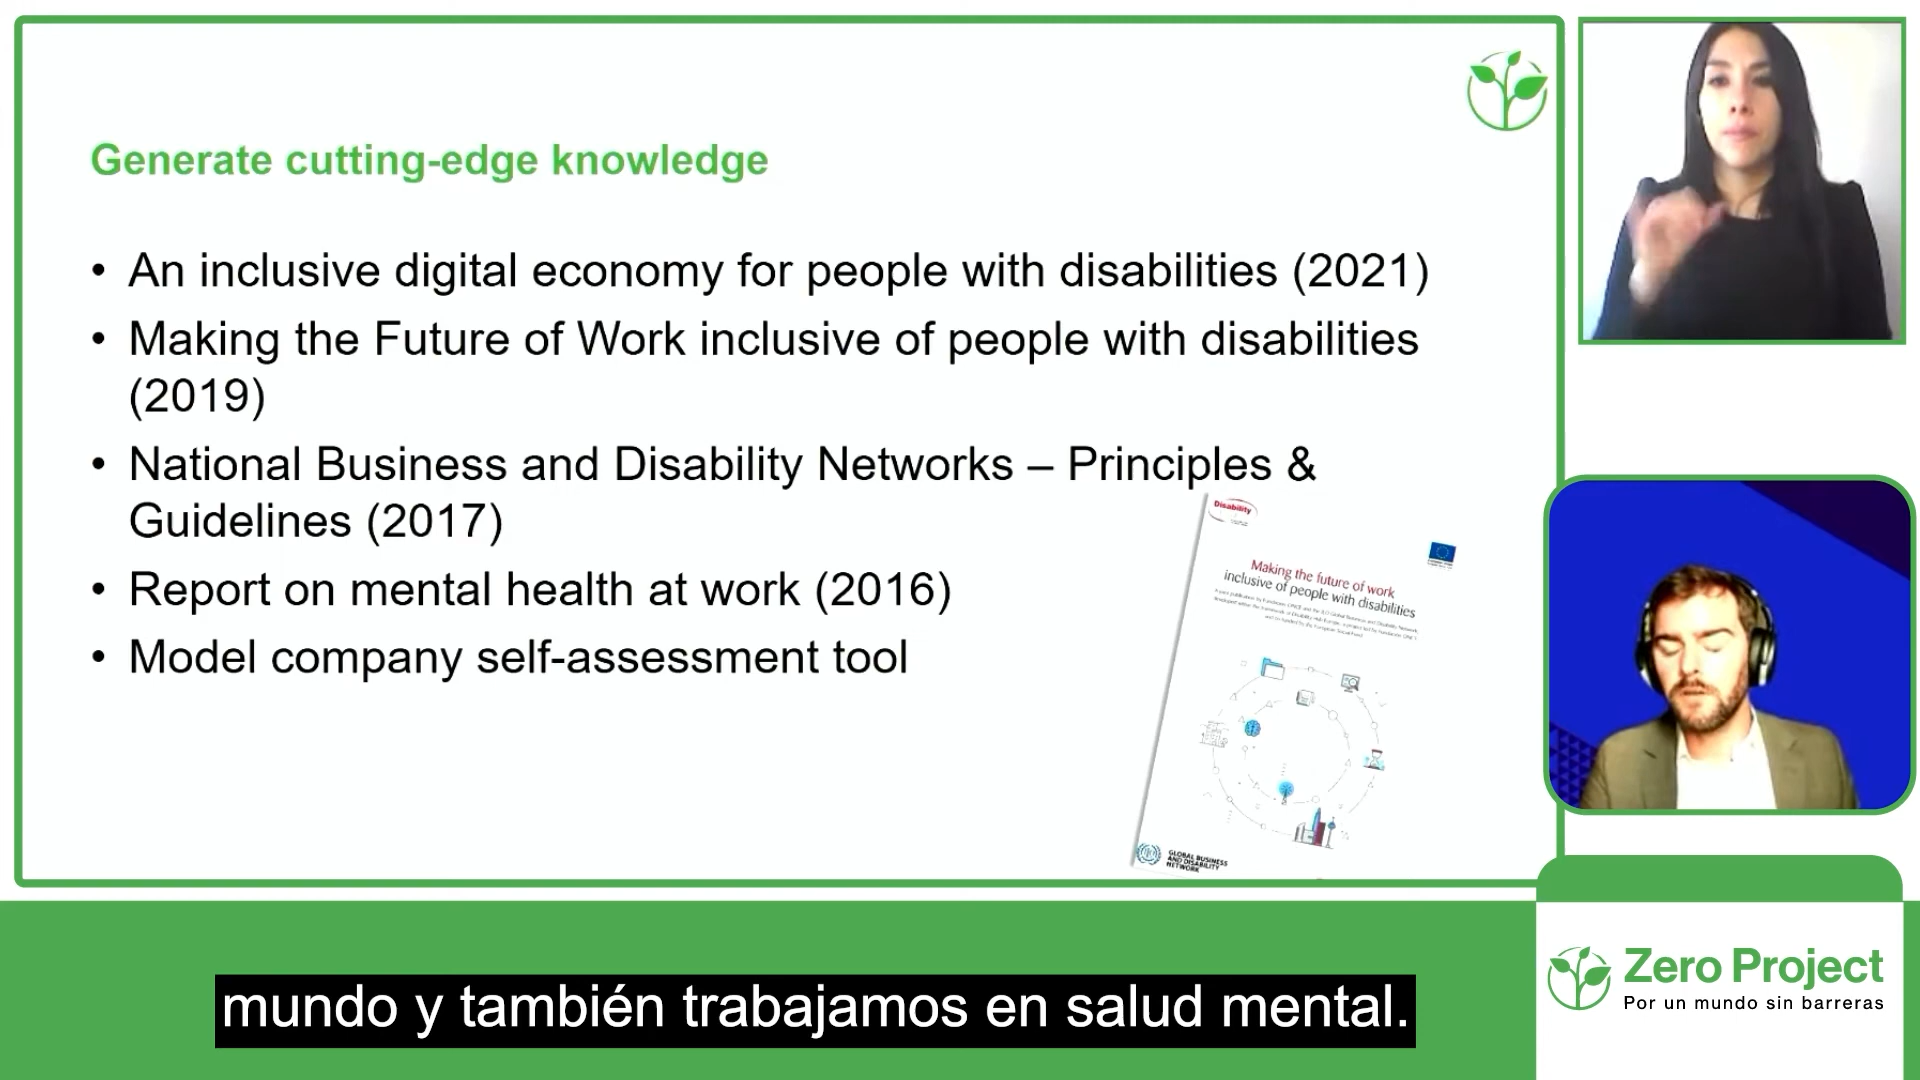 Generate cutting-edge knowledge
• An inclusive digital economy for people with disabilities (2021)
• Making the Future of Work inclusive of people with disabilities
(2019)
• National Business and Disability Networks – Principles &
Guidelines (2017)
• Report on mental health at work (2016)
• Model company self-assessment tool
Disability
Making the future of work
inclusive of people with disabilities
GLOBAL BUSINESS
AND DISABILITY
NETWORK
mundo y también trabajamos en salud mental.
Zero Project
Por un mundo sin barreras